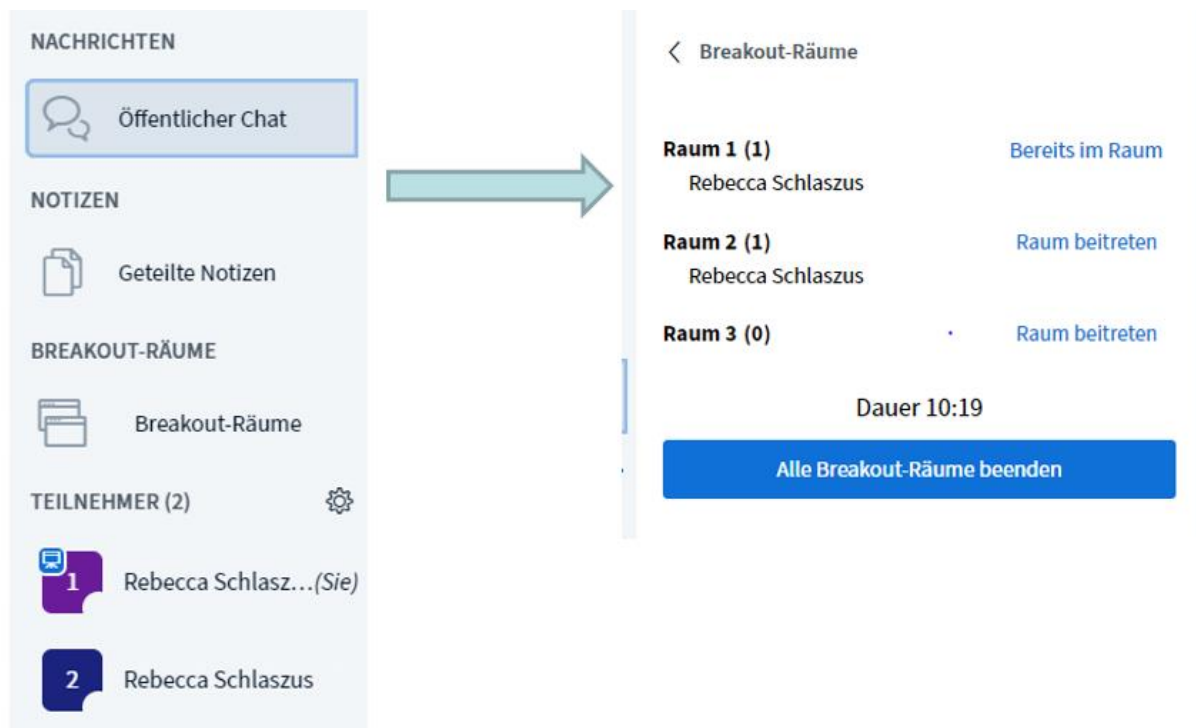 NACHRICHTEN
Öffentlicher Chat
NOTIZEN
Geteilte Notizen
BREAKOUT-RÄUME
Breakout-Räume
TEILNEHMER (2)
1
Rebecca Schlasz...(Sie)
2
Rebecca Schlaszus
Breakout-Räume
Raum 1 (1) Bereits im Raum
Rebecca Schlaszus
Raum 2 (1) Raum beitreten
Rebecca Schlaszus
Raum 3 (0) Raum beitreten
Dauer 10:19
Alle Breakout-Räume beenden